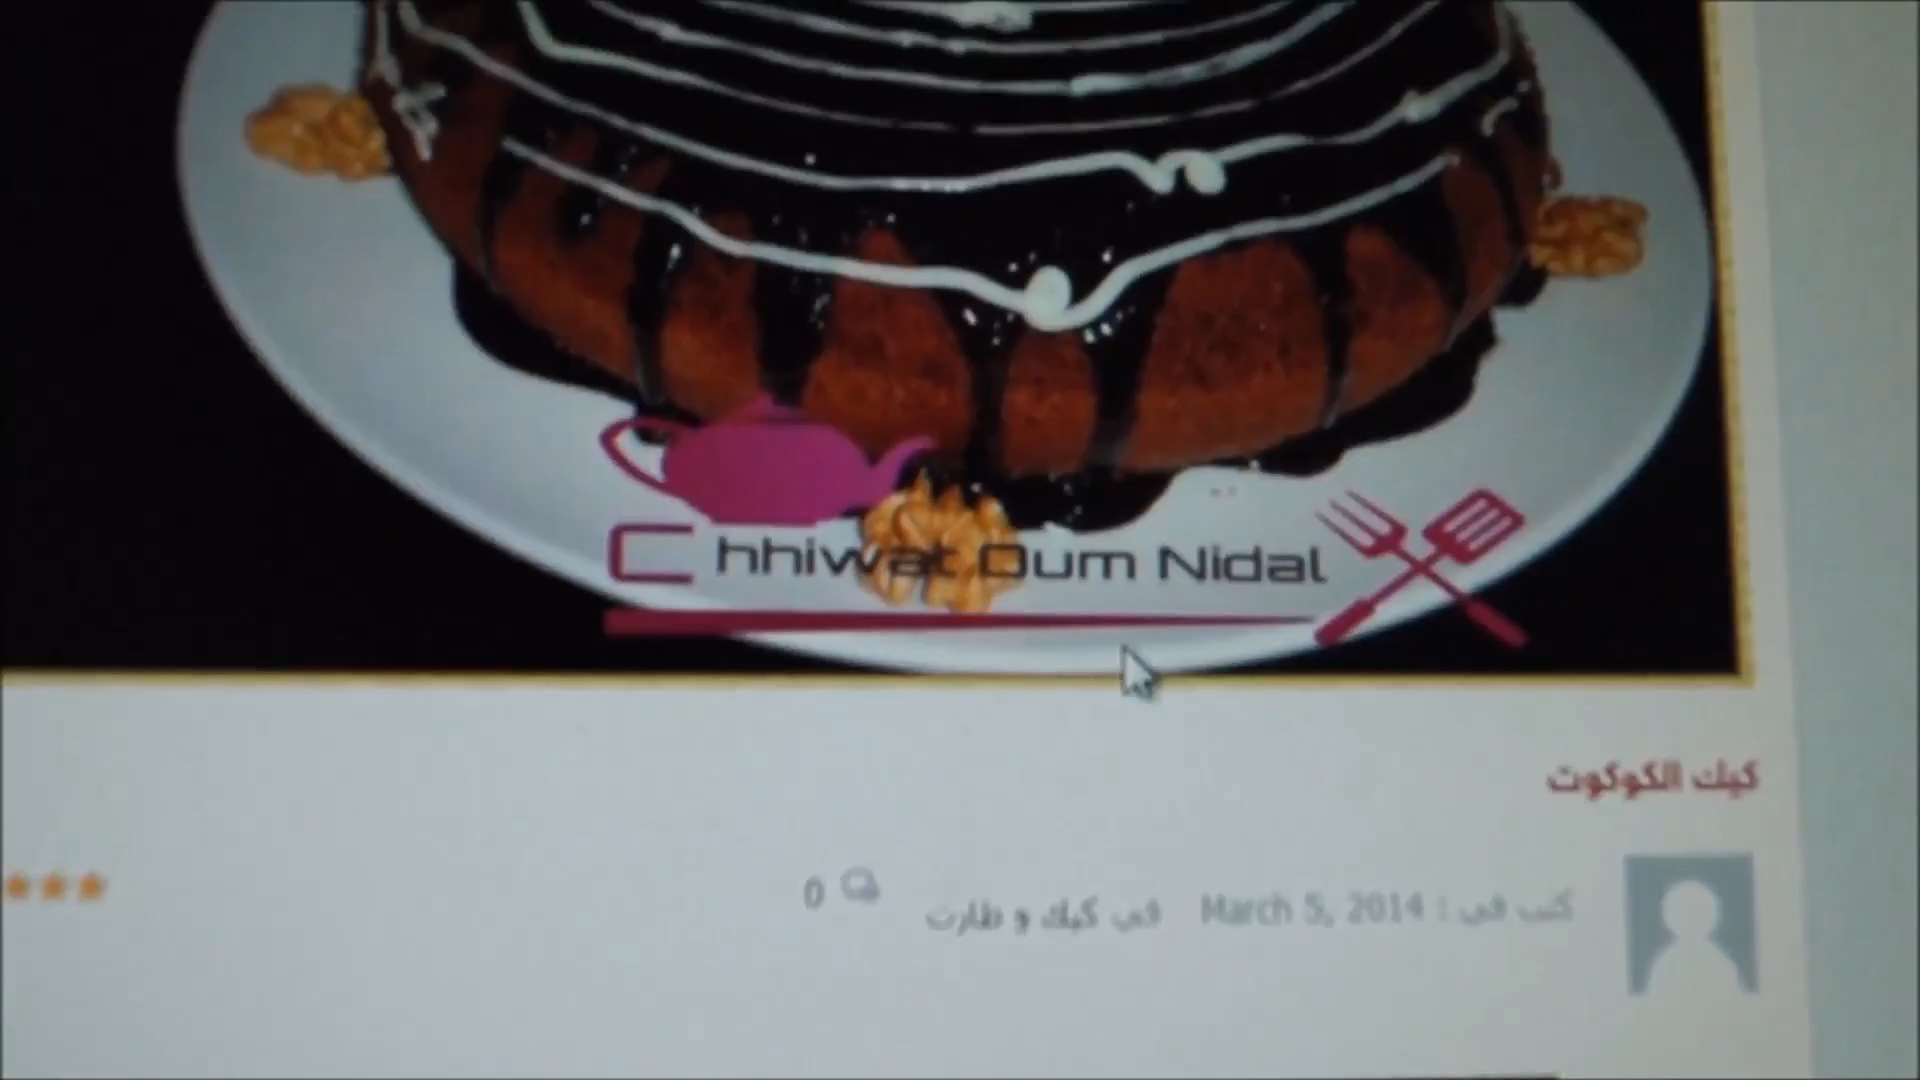 Chhiwat Oum Nidal
كيك الكوكوت
كتب في : March 5, 2014 في كيك و طارت 0